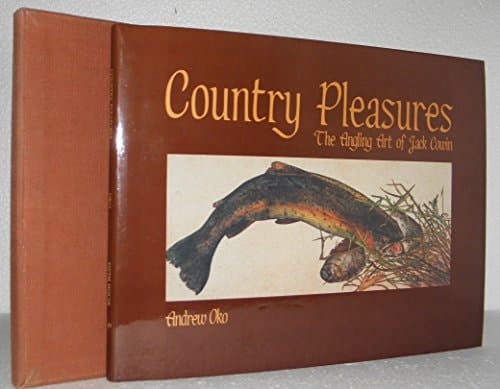 Country Pleasures
The Angling Art of Jack Cowin
Andrew Oko